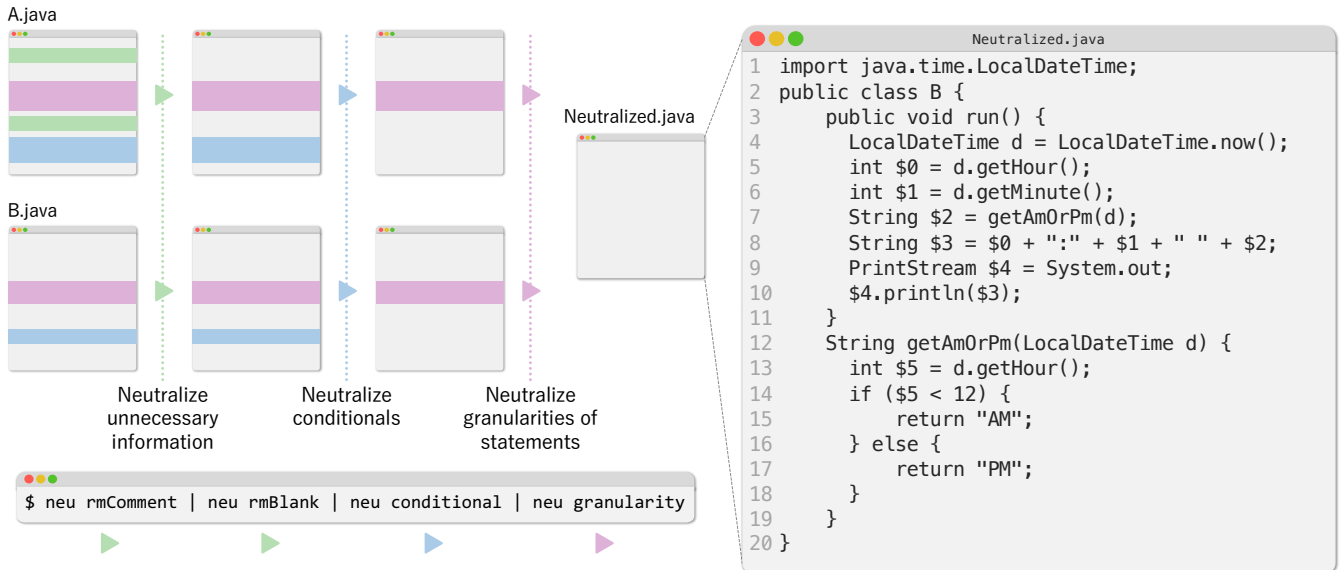 A.java
B.java
Neutralize
unnecessary
information
Neutralize
conditionals
Neutralize
granularities of
statements
$ neu rmComment | neu rmBlank | neu conditional | neu granularity
Neutralized.java
Neutralized.java
1 import java.time.LocalDateTime;
2 public class B {
3     public void run() {
4       LocalDateTime d = LocalDateTime.now();
5       int $0 = d.getHour();
6       int $1 = d.getMinute();
7       String $2 = getAmOrPm(d);
8       String $3 = $0 + ":" + $1 + " " + $2;
9       PrintStream $4 = System.out;
10       $4.println($3);
11     }
12     String getAmOrPm(LocalDateTime d) {
13       int $5 = d.getHour();
14       if ($5 < 12) {
15           return "AM";
16       } else {
17           return "PM";
18       }
19     }
20 }